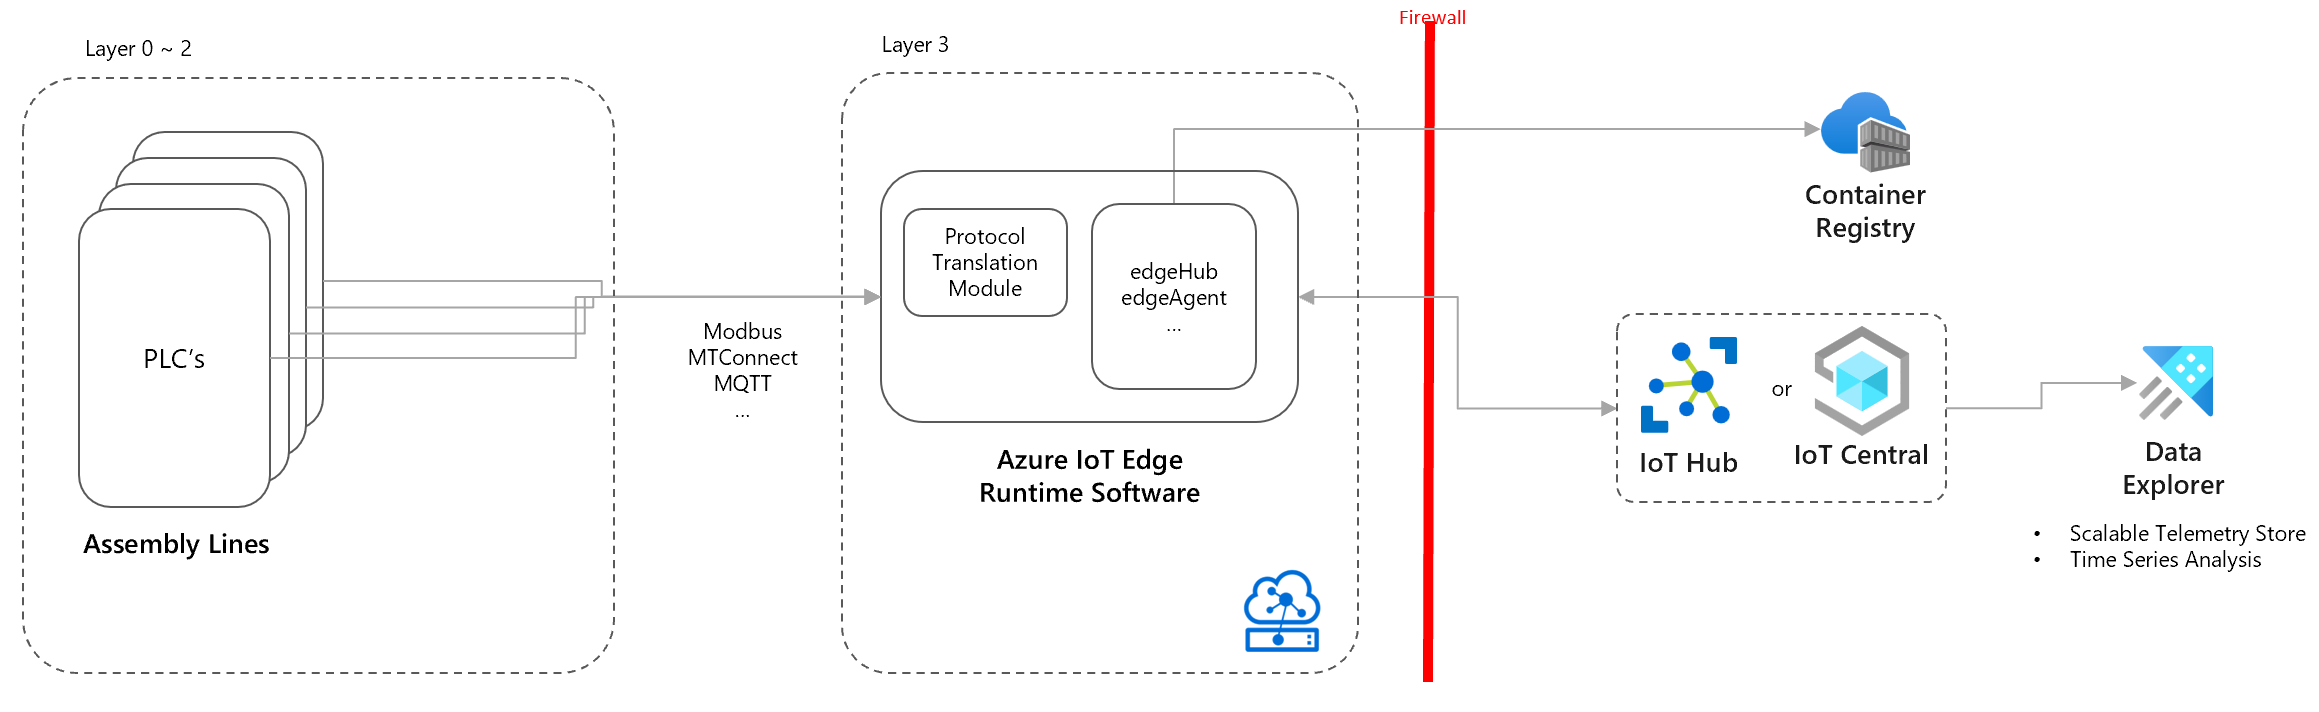 Firewall
Layer 0 ~ 2
Layer 3
PLC’s
Assembly Lines
Modbus
MTConnect
MQTT
...
Protocol
Translation
Module
edgeHub
edgeAgent
...
Azure IoT Edge
Runtime Software
Container
Registry
IoT Hub
or
IoT Central
Data
Explorer
• Scalable Telemetry Store
• Time Series Analysis